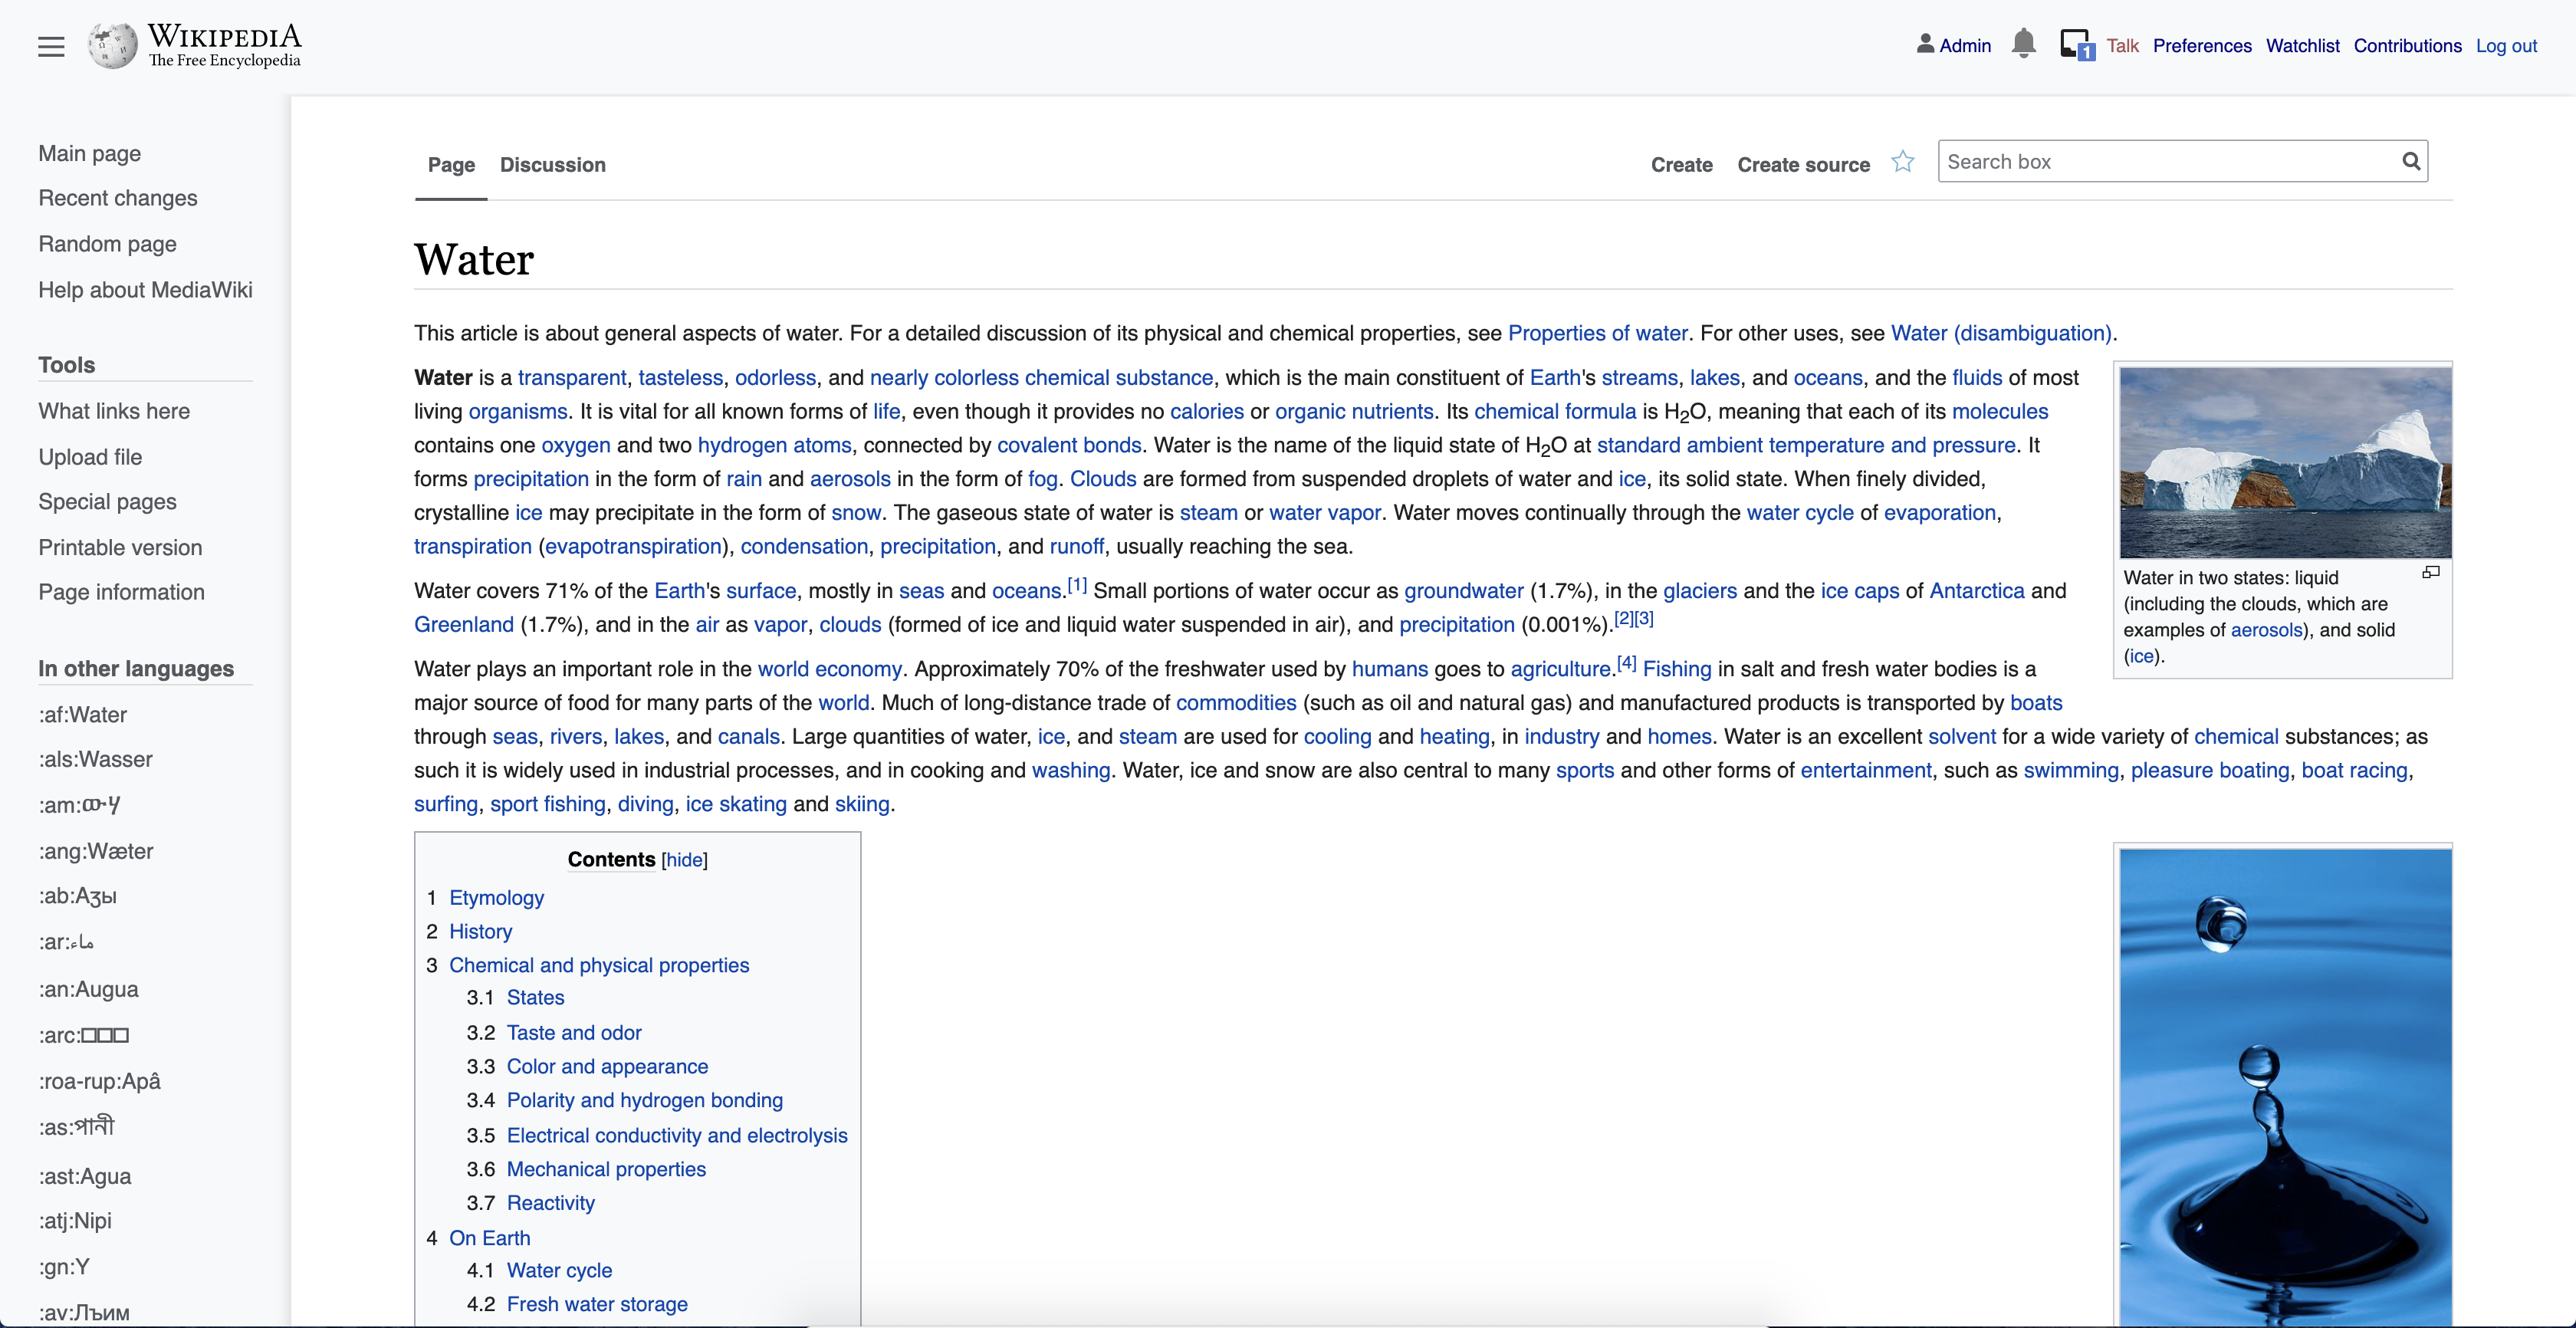 WIKIPEDIA
The Free Encyclopedia
Admin 1 Talk Preferences Watchlist Contributions Log out
Main page
Recent changes
Random page
Help about MediaWiki
Tools
What links here
Upload file
Special pages
Printable version
Page information
In other languages
:af:Water
:als:Wasser
:am:ውሃ
:ang:Wæter
:ab:Аӡы
:ar:ماء
:an:Augua
:arc:
:roa-rup:Apâ
:as:পানী
:ast:Agua
:atj:Nipi
:gn:Y
:av:Лъим
Page Discussion
Create Create source Search box
Water
This article is about general aspects of water. For a detailed discussion of its physical and chemical properties, see Properties of water. For other uses, see Water (disambiguation).
Water is a transparent, tasteless, odorless, and nearly colorless chemical substance, which is the main constituent of Earth's streams, lakes, and oceans, and the fluids of most
living organisms. It is vital for all known forms of life, even though it provides no calories or organic nutrients. Its chemical formula is H2O, meaning that each of its molecules
contains one oxygen and two hydrogen atoms, connected by covalent bonds. Water is the name of the liquid state of H2O at standard ambient temperature and pressure. It
forms precipitation in the form of rain and aerosols in the form of fog. Clouds are formed from suspended droplets of water and ice, its solid state. When finely divided,
crystalline ice may precipitate in the form of snow. The gaseous state of water is steam or water vapor. Water moves continually through the water cycle of evaporation,
transpiration (evapotranspiration), condensation, precipitation, and runoff, usually reaching the sea.
Water covers 71% of the Earth's surface, mostly in seas and oceans.[1] Small portions of water occur as groundwater (1.7%), in the glaciers and the ice caps of Antarctica and
Greenland (1.7%), and in the air as vapor, clouds (formed of ice and liquid water suspended in air), and precipitation (0.001%).[2][3]
Water plays an important role in the world economy. Approximately 70% of the freshwater used by humans goes to agriculture.[4] Fishing in salt and fresh water bodies is a
major source of food for many parts of the world. Much of long-distance trade of commodities (such as oil and natural gas) and manufactured products is transported by boats
through seas, rivers, lakes, and canals. Large quantities of water, ice, and steam are used for cooling and heating, in industry and homes. Water is an excellent solvent for a wide variety of chemical substances; as
such it is widely used in industrial processes, and in cooking and washing. Water, ice and snow are also central to many sports and other forms of entertainment, such as swimming, pleasure boating, boat racing,
surfing, sport fishing, diving, ice skating and skiing.
Water in two states: liquid
(including the clouds, which are
examples of aerosols), and solid
(ice).
Contents [hide]
1 Etymology
2 History
3 Chemical and physical properties
3.1 States
3.2 Taste and odor
3.3 Color and appearance
3.4 Polarity and hydrogen bonding
3.5 Electrical conductivity and electrolysis
3.6 Mechanical properties
3.7 Reactivity
4 On Earth
4.1 Water cycle
4.2 Fresh water storage